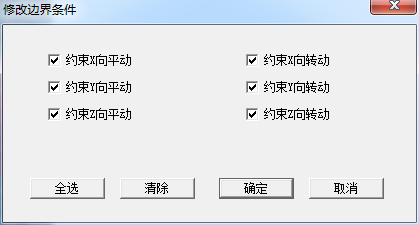 修改边界条件
约束X向平动 约束X向转动
约束Y向平动 约束Y向转动
约束Z向平动 约束Z向转动
全选 清除 确定 取消